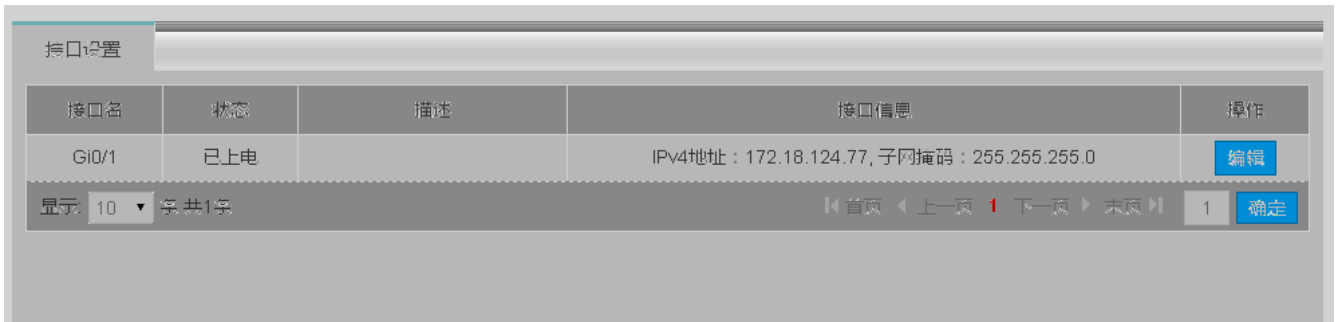 接口设置
接口名 状态 描述 接口信息 操作
Gi0/1 已上电 IPv4地址：172.18.124.77, 子网掩码：255.255.255.0 编辑
显示: 10 条 共1条 首页 上一页 1 下一页 末页 1 确定